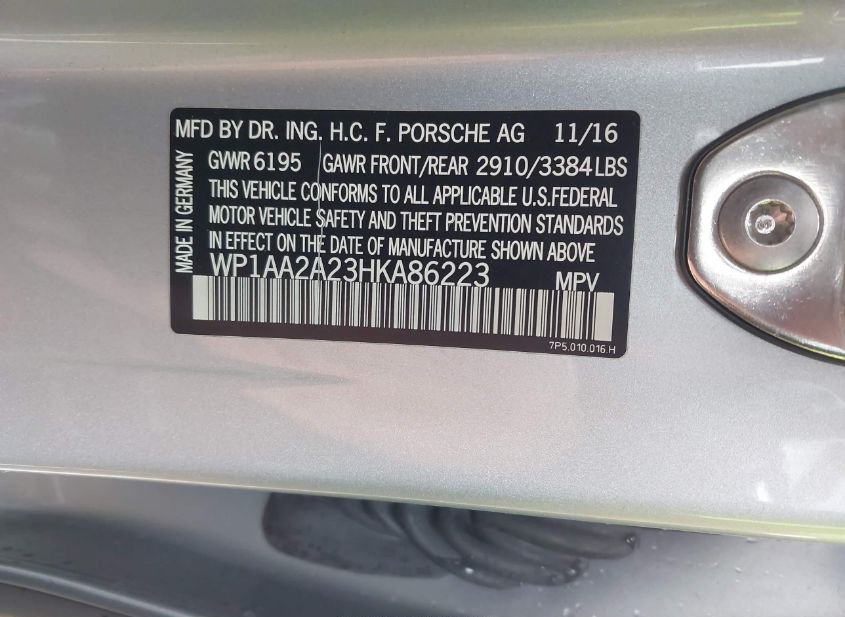 MFD BY DR. ING. H.C. F. PORSCHE AG 11/16
GWVR 6195 GAWR FRONT/REAR 2910/3384 LBS
THIS VEHICLE CONFORMS TO ALL APPLICABLE U.S.FEDERAL
MOTOR VEHICLE SAFETY AND THEFT PREVENTION STANDARDS
IN EFFECT ON THE DATE OF MANUFACTURE SHOWN ABOVE
WP1AA2A23HKA86223 MPV
7P5.010.016.H
MADE IN GERMANY